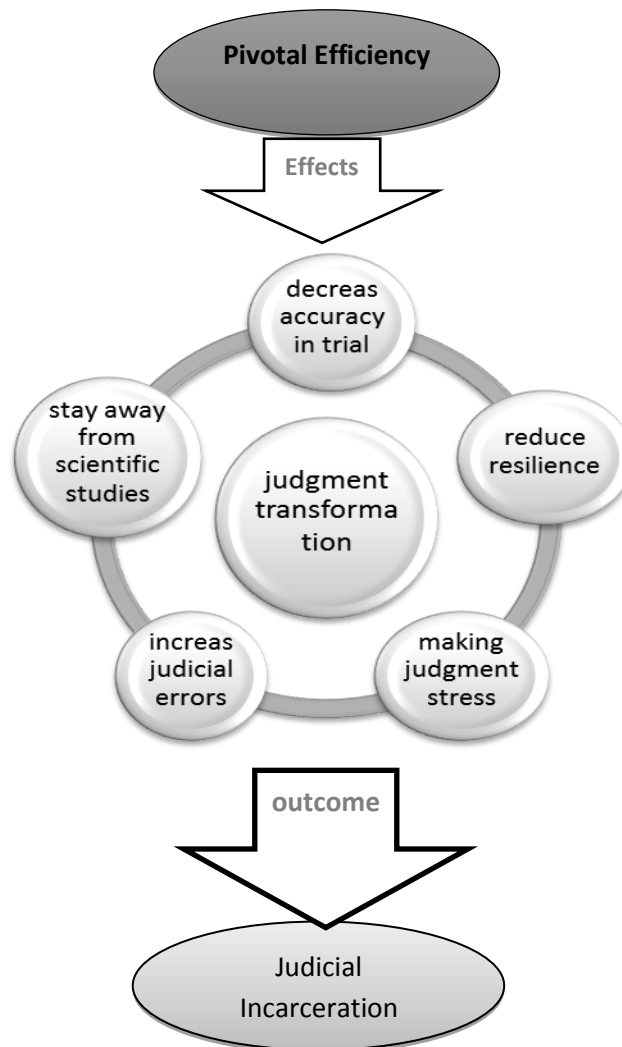 Pivotal Efficiency
Effects
decreas
accuracy
in trial
stay away
from
scientific
studies
reduce
resilience
judgment
transforma
tion
increas
judicial
errors
making
judgment
stress
outcome
Judicial
Incarceration